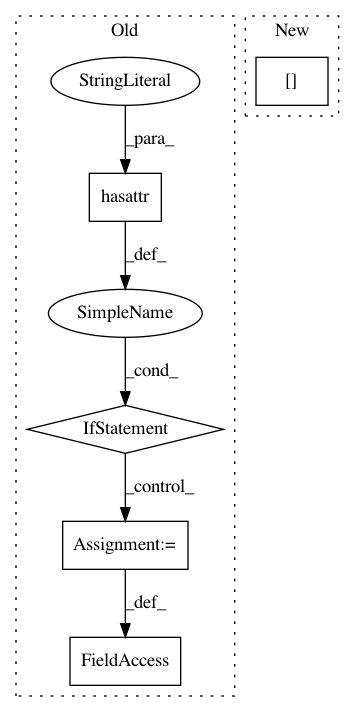 Old
New
StringLiteral
[]
_para_
hasattr
_def_
SimpleName
_cond_
IfStatement
_control_
Assignment:=
_def_
FieldAccess